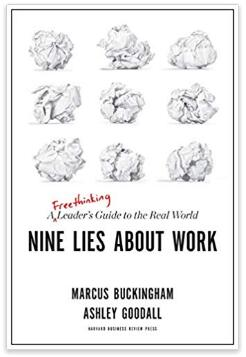 Freethinking
A Leader's Guide to the Real World
NINE LIES ABOUT WORK
MARCUS BUCKINGHAM
ASHLEY GOODALL
HARVARD BUSINESS REVIEW PRESS